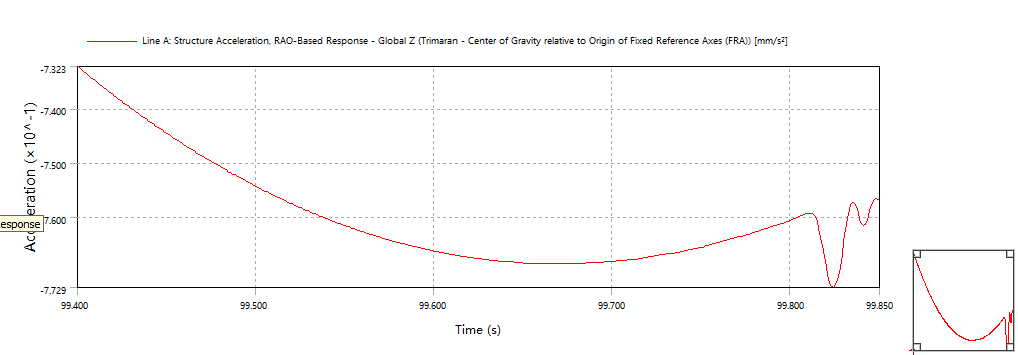 Line A: Structure Acceleration, RAO-Based Response - Global Z (Trimaran - Center of Gravity relative to Origin of Fixed Reference Axes (FRA)) [mm/s²]
-7.323
-7.400
-7.500
-7.600
-7.729
Acceleration (×10^-1)
esponse
99.400
99.500
99.600
99.700
99.800
99.850
Time (s)